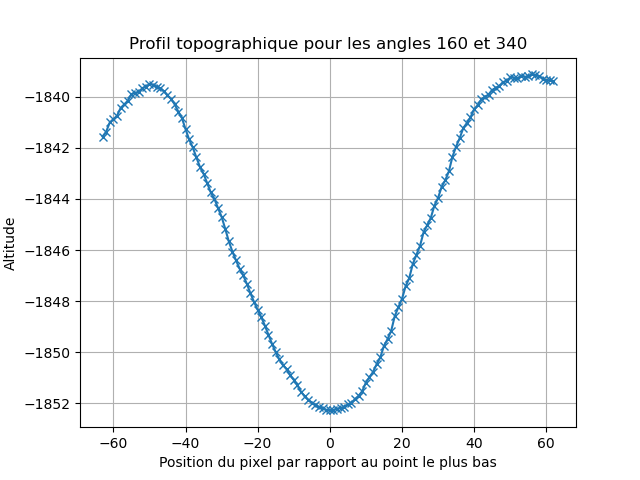 Profil topographique pour les angles 160 et 340
Altitude
−1840
−1842
−1844
−1846
−1848
−1850
−1852
−60 −40 −20 0 20 40 60
Position du pixel par rapport au point le plus bas